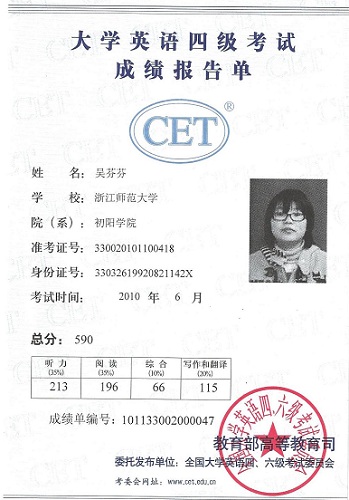 大学英语四级考试
成绩报告单
CET®
姓 名：吴芬芬
学 校：浙江师范大学
院（系）：初阳学院
准考证号：330020101100418
身份证号：33032619920821142X
考试时间： 2010 年 6 月
总分： 590
听 力 阅 读 综 合 写作和翻译
(35%) (35%) (10%) (20%)
213 196 66 115
成绩单编号：101133002000047
教育部高等教育司
委托发布单位：全国大学英语四、六级考试委员会
考委会网址：www.cet.edu.cn
全国大学英语四、六级考试委员会